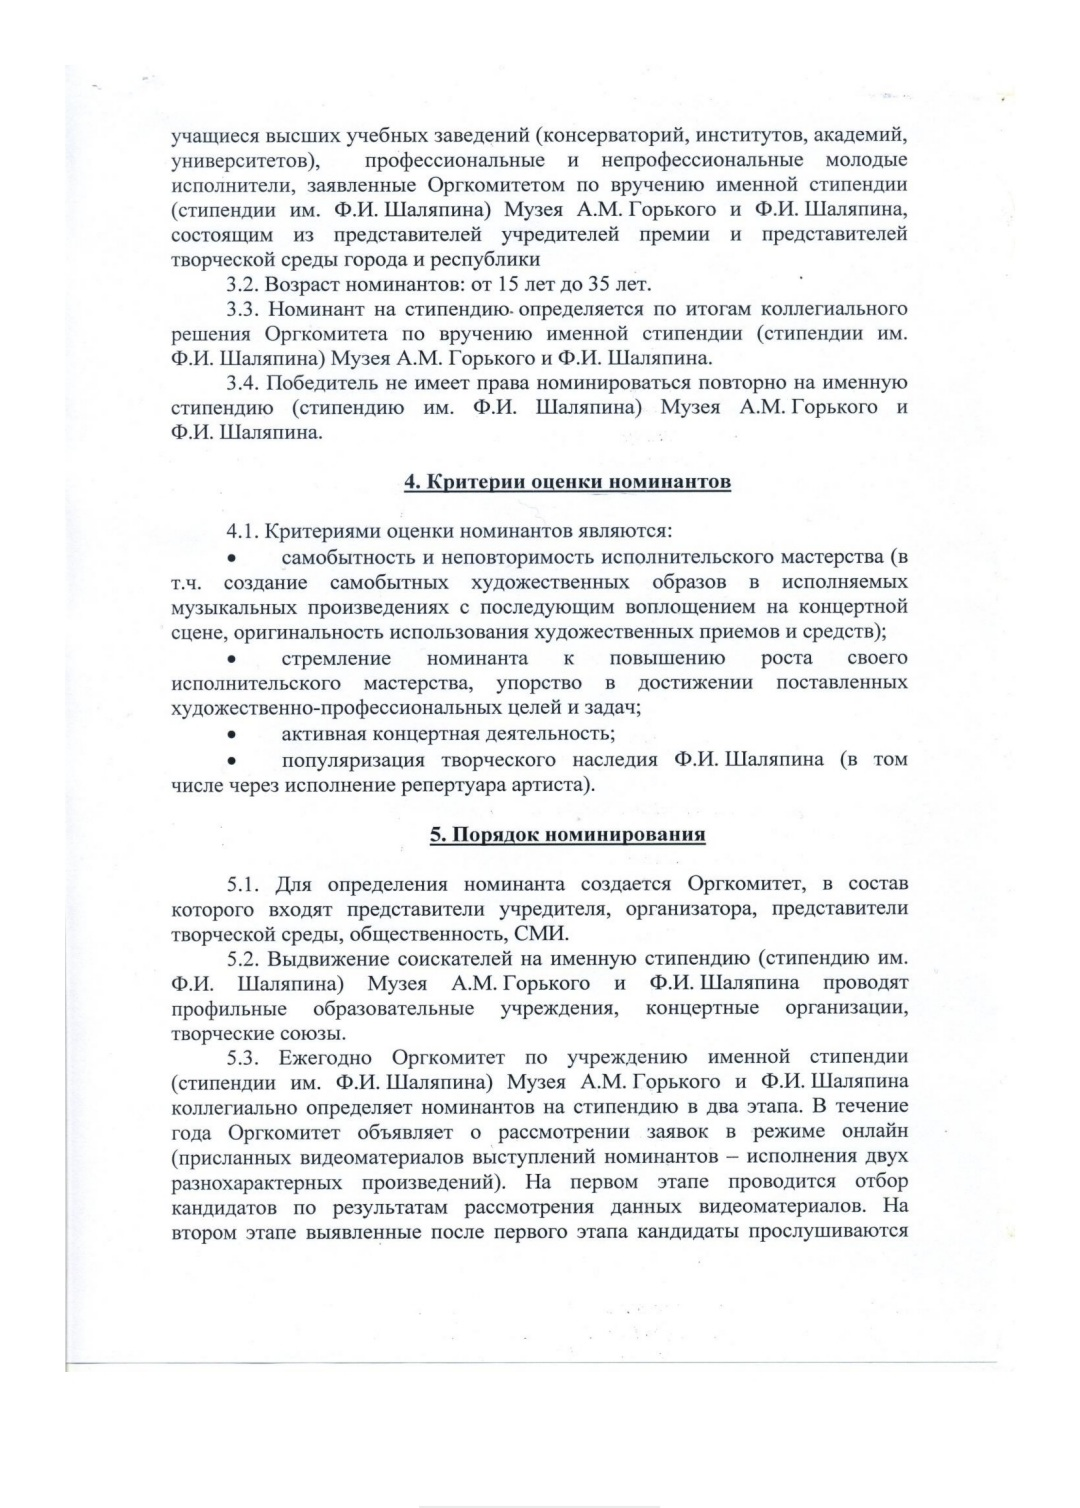 учащиеся высших учебных заведений (консерваторий, институтов, академий,
университетов), профессиональные и непрофессиональные молодые
исполнители, заявленные Оргкомитетом по вручению именной стипендии
(стипендии им. Ф.И. Шаляпина) Музея А.М. Горького и Ф.И. Шаляпина,
состоящим из представителей учредителей премии и представителей
творческой среды города и республики
3.2. Возраст номинантов: от 15 лет до 35 лет.
3.3. Номинант на стипендию определяется по итогам коллегиального
решения Оргкомитета по вручению именной стипендии (стипендии им.
Ф.И. Шаляпина) Музея А.М. Горького и Ф.И. Шаляпина.
3.4. Победитель не имеет права номинироваться повторно на именную
стипендию (стипендию им. Ф.И. Шаляпина) Музея А.М. Горького и
Ф.И. Шаляпина.
4. Критерии оценки номинантов
4.1. Критериями оценки номинантов являются:
• самобытность и неповторимость исполнительского мастерства (в
т.ч. создание самобытных художественных образов в исполняемых
музыкальных произведениях с последующим воплощением на концертной
сцене, оригинальность использования художественных приемов и средств);
• стремление номинанта к повышению роста своего
исполнительского мастерства, упорство в достижении поставленных
художественно-профессиональных целей и задач;
• активная концертная деятельность;
• популяризация творческого наследия Ф.И. Шаляпина (в том
числе через исполнение репертуара артиста).
5. Порядок номинирования
5.1. Для определения номинанта создается Оргкомитет, в состав
которого входят представители учредителя, организатора, представители
творческой среды, общественность, СМИ.
5.2. Выдвижение соискателей на именную стипендию (стипендию им.
Ф.И. Шаляпина) Музея А.М. Горького и Ф.И. Шаляпина проводят
профильные образовательные учреждения, концертные организации,
творческие союзы.
5.3. Ежегодно Оргкомитет по учреждению именной стипендии
(стипендии им. Ф.И. Шаляпина) Музея А.М. Горького и Ф.И. Шаляпина
коллегиально определяет номинантов на стипендию в два этапа. В течение
года Оргкомитет объявляет о рассмотрении заявок в режиме онлайн
(присланных видеоматериалов выступлений номинантов – исполнения двух
разнохарактерных произведений). На первом этапе проводится отбор
кандидатов по результатам рассмотрения данных видеоматериалов. На
втором этапе выявленные после первого этапа кандидаты прослушиваются